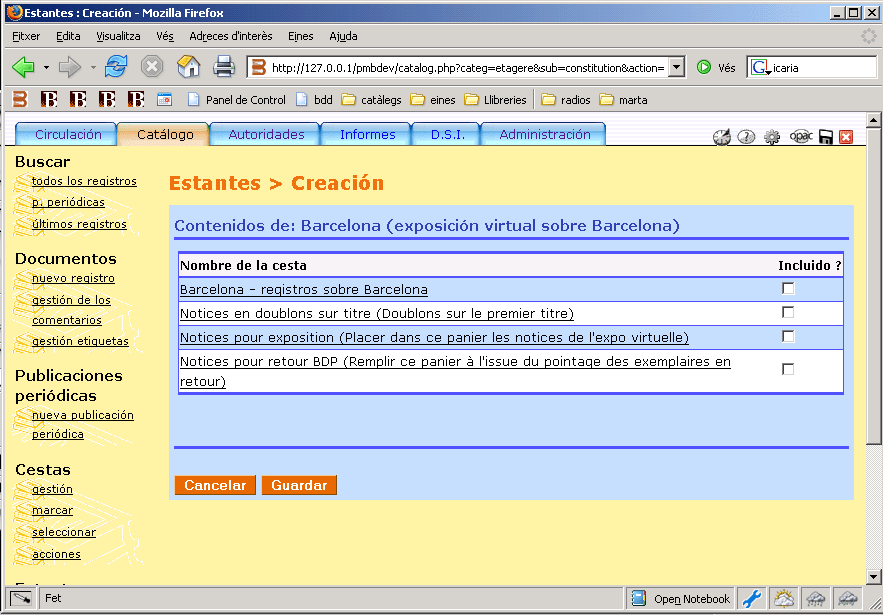 Estantes : Creación - Mozilla Firefox
Fitxer Edita Visualitza Vés Adreces d'interès Eines Ajuda
http://127.0.0.1/pmbdev/catalog.php?categ=etagere&sub=constitution&action= Vés icaria
Panel de Control bdd catàlegs eines Llibreries radios marta
Circulación Catálogo Autoridades Informes D.S.I. Administración
opac
Buscar
todos los registros
p. periódicas
últimos registros
Documentos
nuevo registro
gestión de los
comentarios
gestión etiquetas
Publicaciones
periódicas
nueva publicación
periódica
Cestas
gestión
marcar
seleccionar
acciones
Estantes > Creación
Contenidos de: Barcelona (exposición virtual sobre Barcelona)
Nombre de la cesta Incluido ?
Barcelona - registros sobre Barcelona
Notices en doublons sur titre (Doublons sur le premier titre)
Notices pour exposition (Placer dans ce panier les notices de l'expo virtuelle)
Notices pour retour BDP (Remplir ce panier à l'issue du pointage des exemplaires en
retour)
Cancelar Guardar
Fet Open Notebook